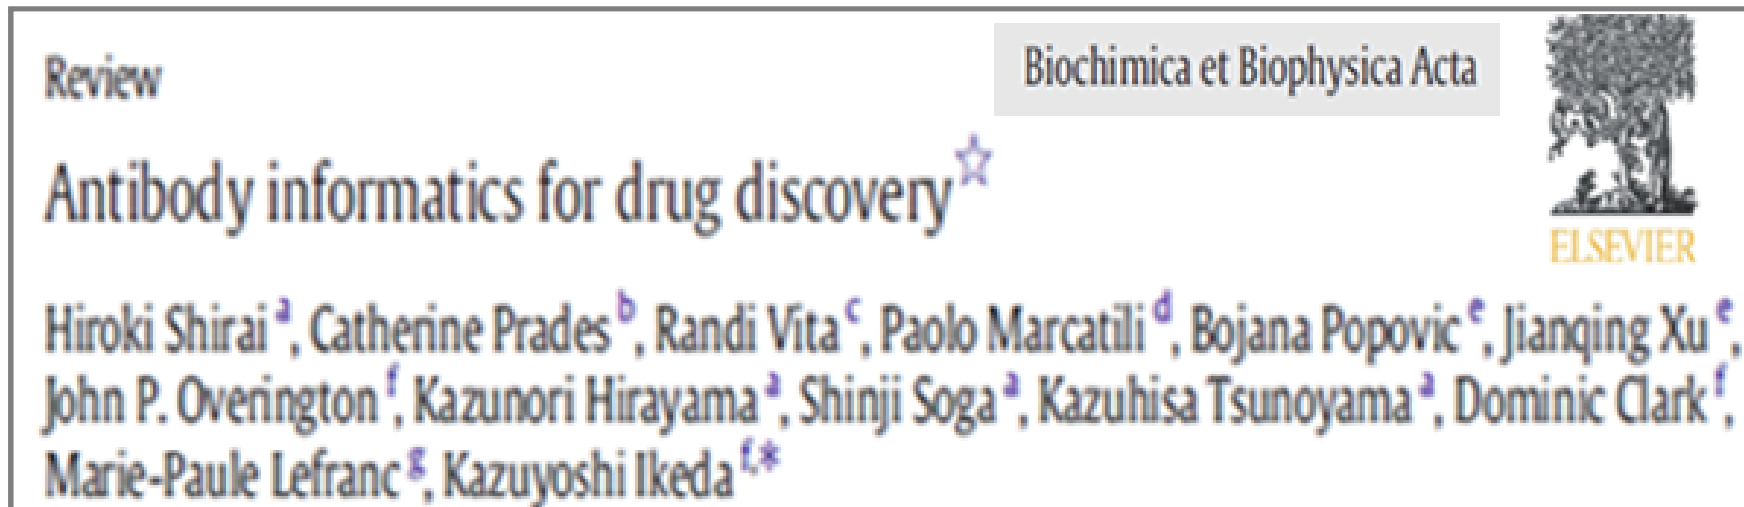 Review
Biochimica et Biophysica Acta
Antibody informatics for drug discovery☆
ELSEVIER
Hiroki Shirai a, Catherine Prades b, Randi Vita c, Paolo Marcatili d, Bojana Popovic e, Jianqing Xu e,
John P. Overington f, Kazunori Hirayama a, Shinji Soga a, Kazuhisa Tsunoyama a, Dominic Clark f,
Marie-Paule Lefranc g, Kazuyoshi Ikeda f,*